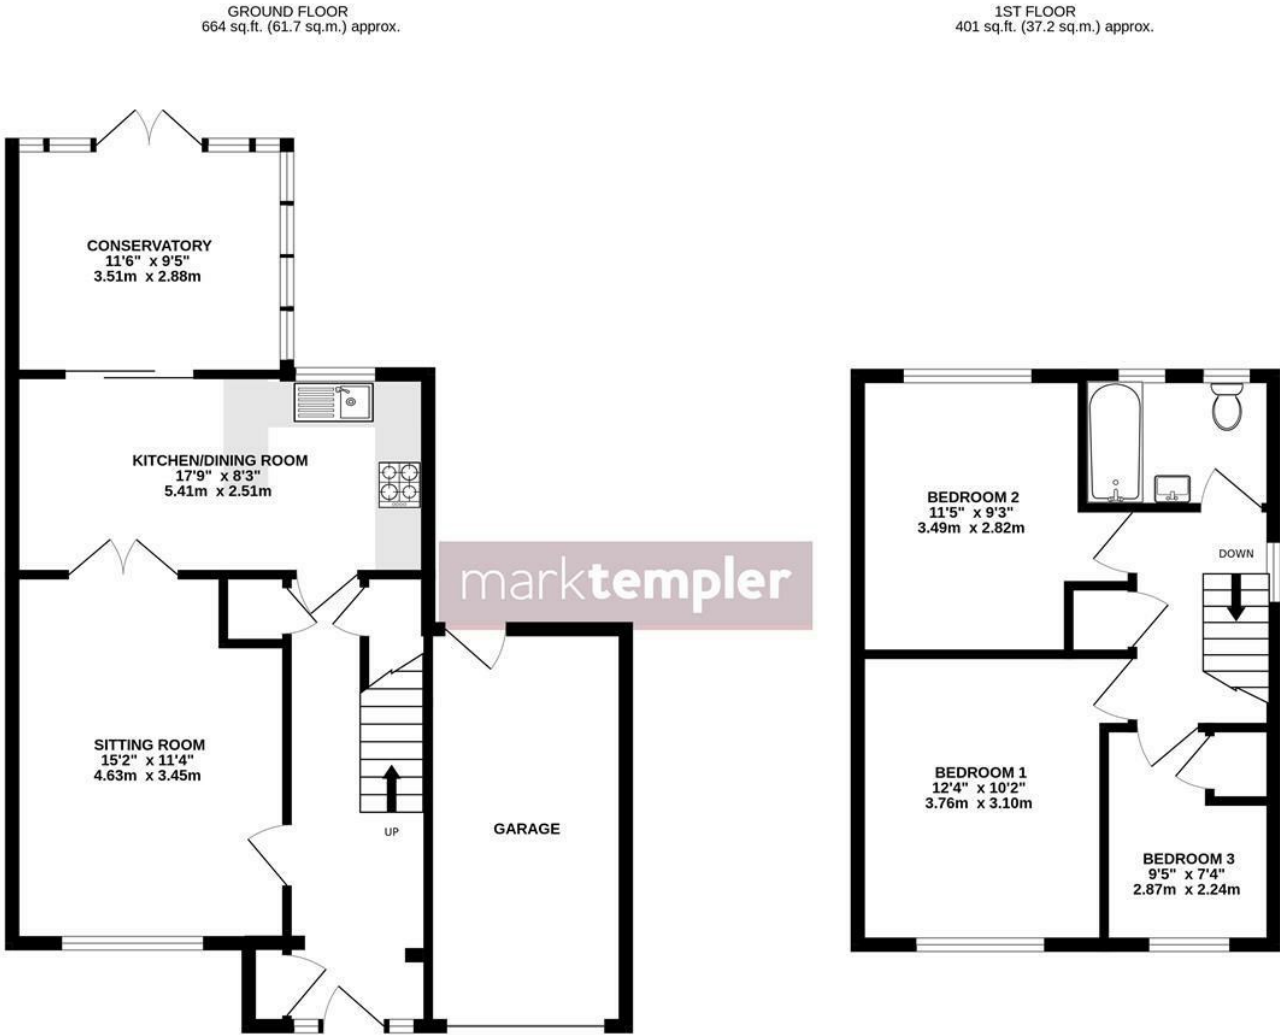 GROUND FLOOR
664 sq.ft. (61.7 sq.m.) approx.
1ST FLOOR
401 sq.ft. (37.2 sq.m.) approx.
CONSERVATORY
11'6" x 9'5"
3.51m x 2.88m
KITCHEN/DINING ROOM
17'9" x 8'3"
5.41m x 2.51m
marktempler
SITTING ROOM
15'2" x 11'4"
4.63m x 3.45m
UP
GARAGE
BEDROOM 2
11'5" x 9'3"
3.49m x 2.82m
DOWN
BEDROOM 1
12'4" x 10'2"
3.76m x 3.10m
BEDROOM 3
9'5" x 7'4"
2.87m x 2.24m